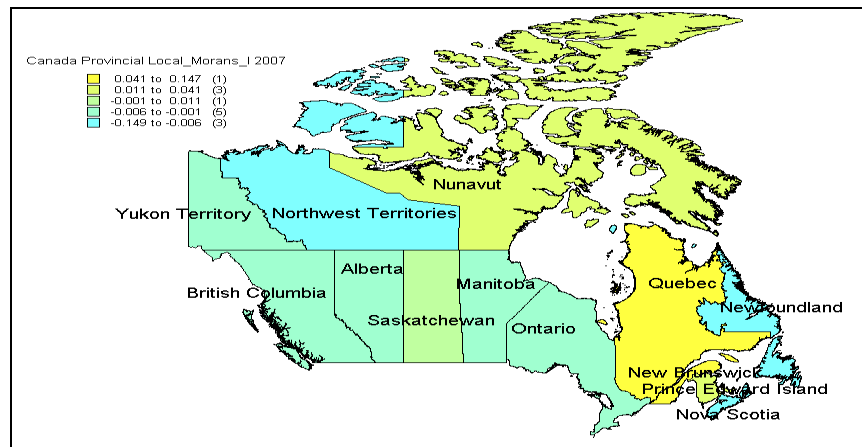 Canada Provincial Local_Morans_I 2007
0.041 to 0.147 (1)
0.011 to 0.041 (3)
-0.001 to 0.011 (1)
-0.006 to -0.001 (5)
-0.149 to -0.006 (3)
Nunavut
Yukon Territory
Northwest Territories
Alberta
British Columbia
Manitoba
Quebec
Newfoundland
Saskatchewan
Ontario
New Brunswick
Prince Edward Island
Nova Scotia